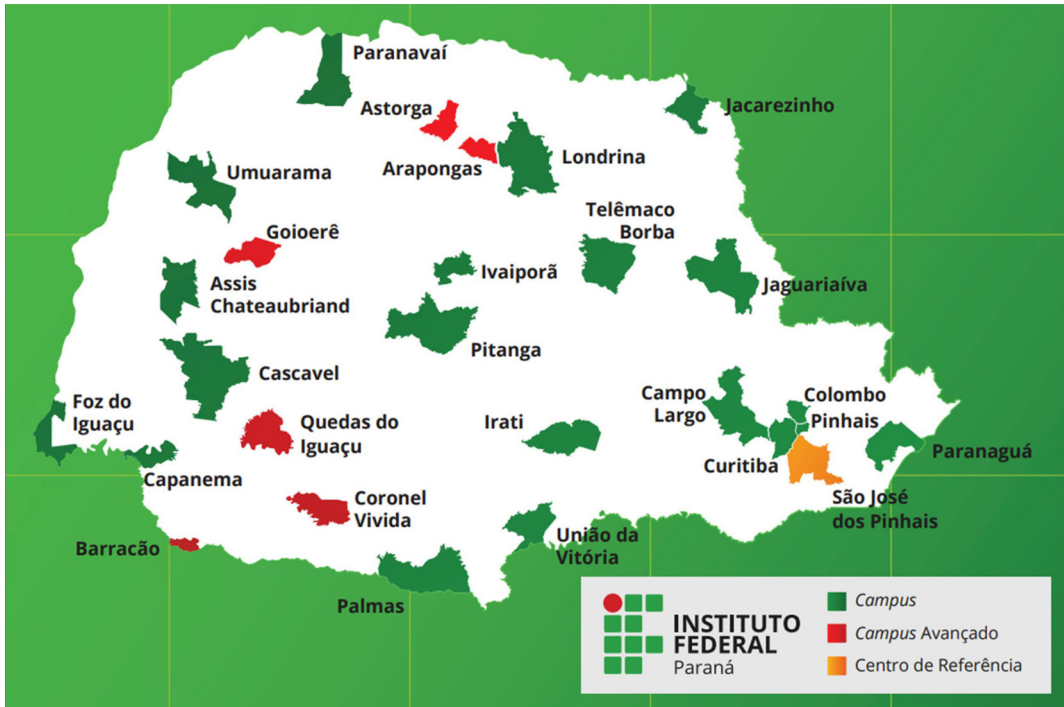 Paranavaí
Astorga
Jacarezinho
Arapongas
Londrina
Umuarama
Telêmaco
Borba
Goioerê
Ivaiporã
Assis
Chateaubriand
Jaguariaíva
Pitanga
Cascavel
Foz do
Iguaçu
Campo
Largo
Colombo
Pinhais
Quedas do
Iguaçu
Irati
Curitiba
Paranaguá
Capanema
Coronel
Vivida
São José
dos Pinhais
União da
Vitória
Barracão
Palmas
INSTITUTO
FEDERAL
Paraná
Campus
Campus Avançado
Centro de Referência